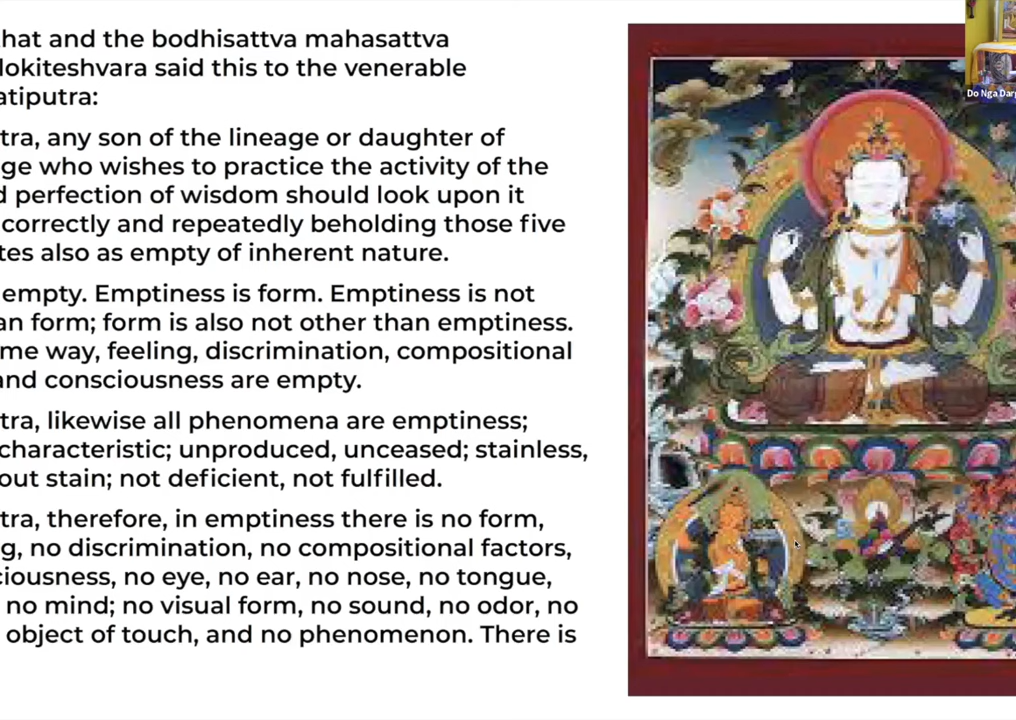 hat and the bodhisattva mahasattva
lokiteshvara said this to the venerable
atiputra:
tra, any son of the lineage or daughter of
ge who wishes to practice the activity of the
d perfection of wisdom should look upon it
correctly and repeatedly beholding those five
tes also as empty of inherent nature.
empty. Emptiness is form. Emptiness is not
an form; form is also not other than emptiness.
me way, feeling, discrimination, compositional
and consciousness are empty.
tra, likewise all phenomena are emptiness;
characteristic; unproduced, unceased; stainless,
out stain; not deficient, not fulfilled.
tra, therefore, in emptiness there is no form,
g, no discrimination, no compositional factors,
ciousness, no eye, no ear, no nose, no tongue,
no mind; no visual form, no sound, no odor, no
object of touch, and no phenomenon. There is
Do Nga Darg